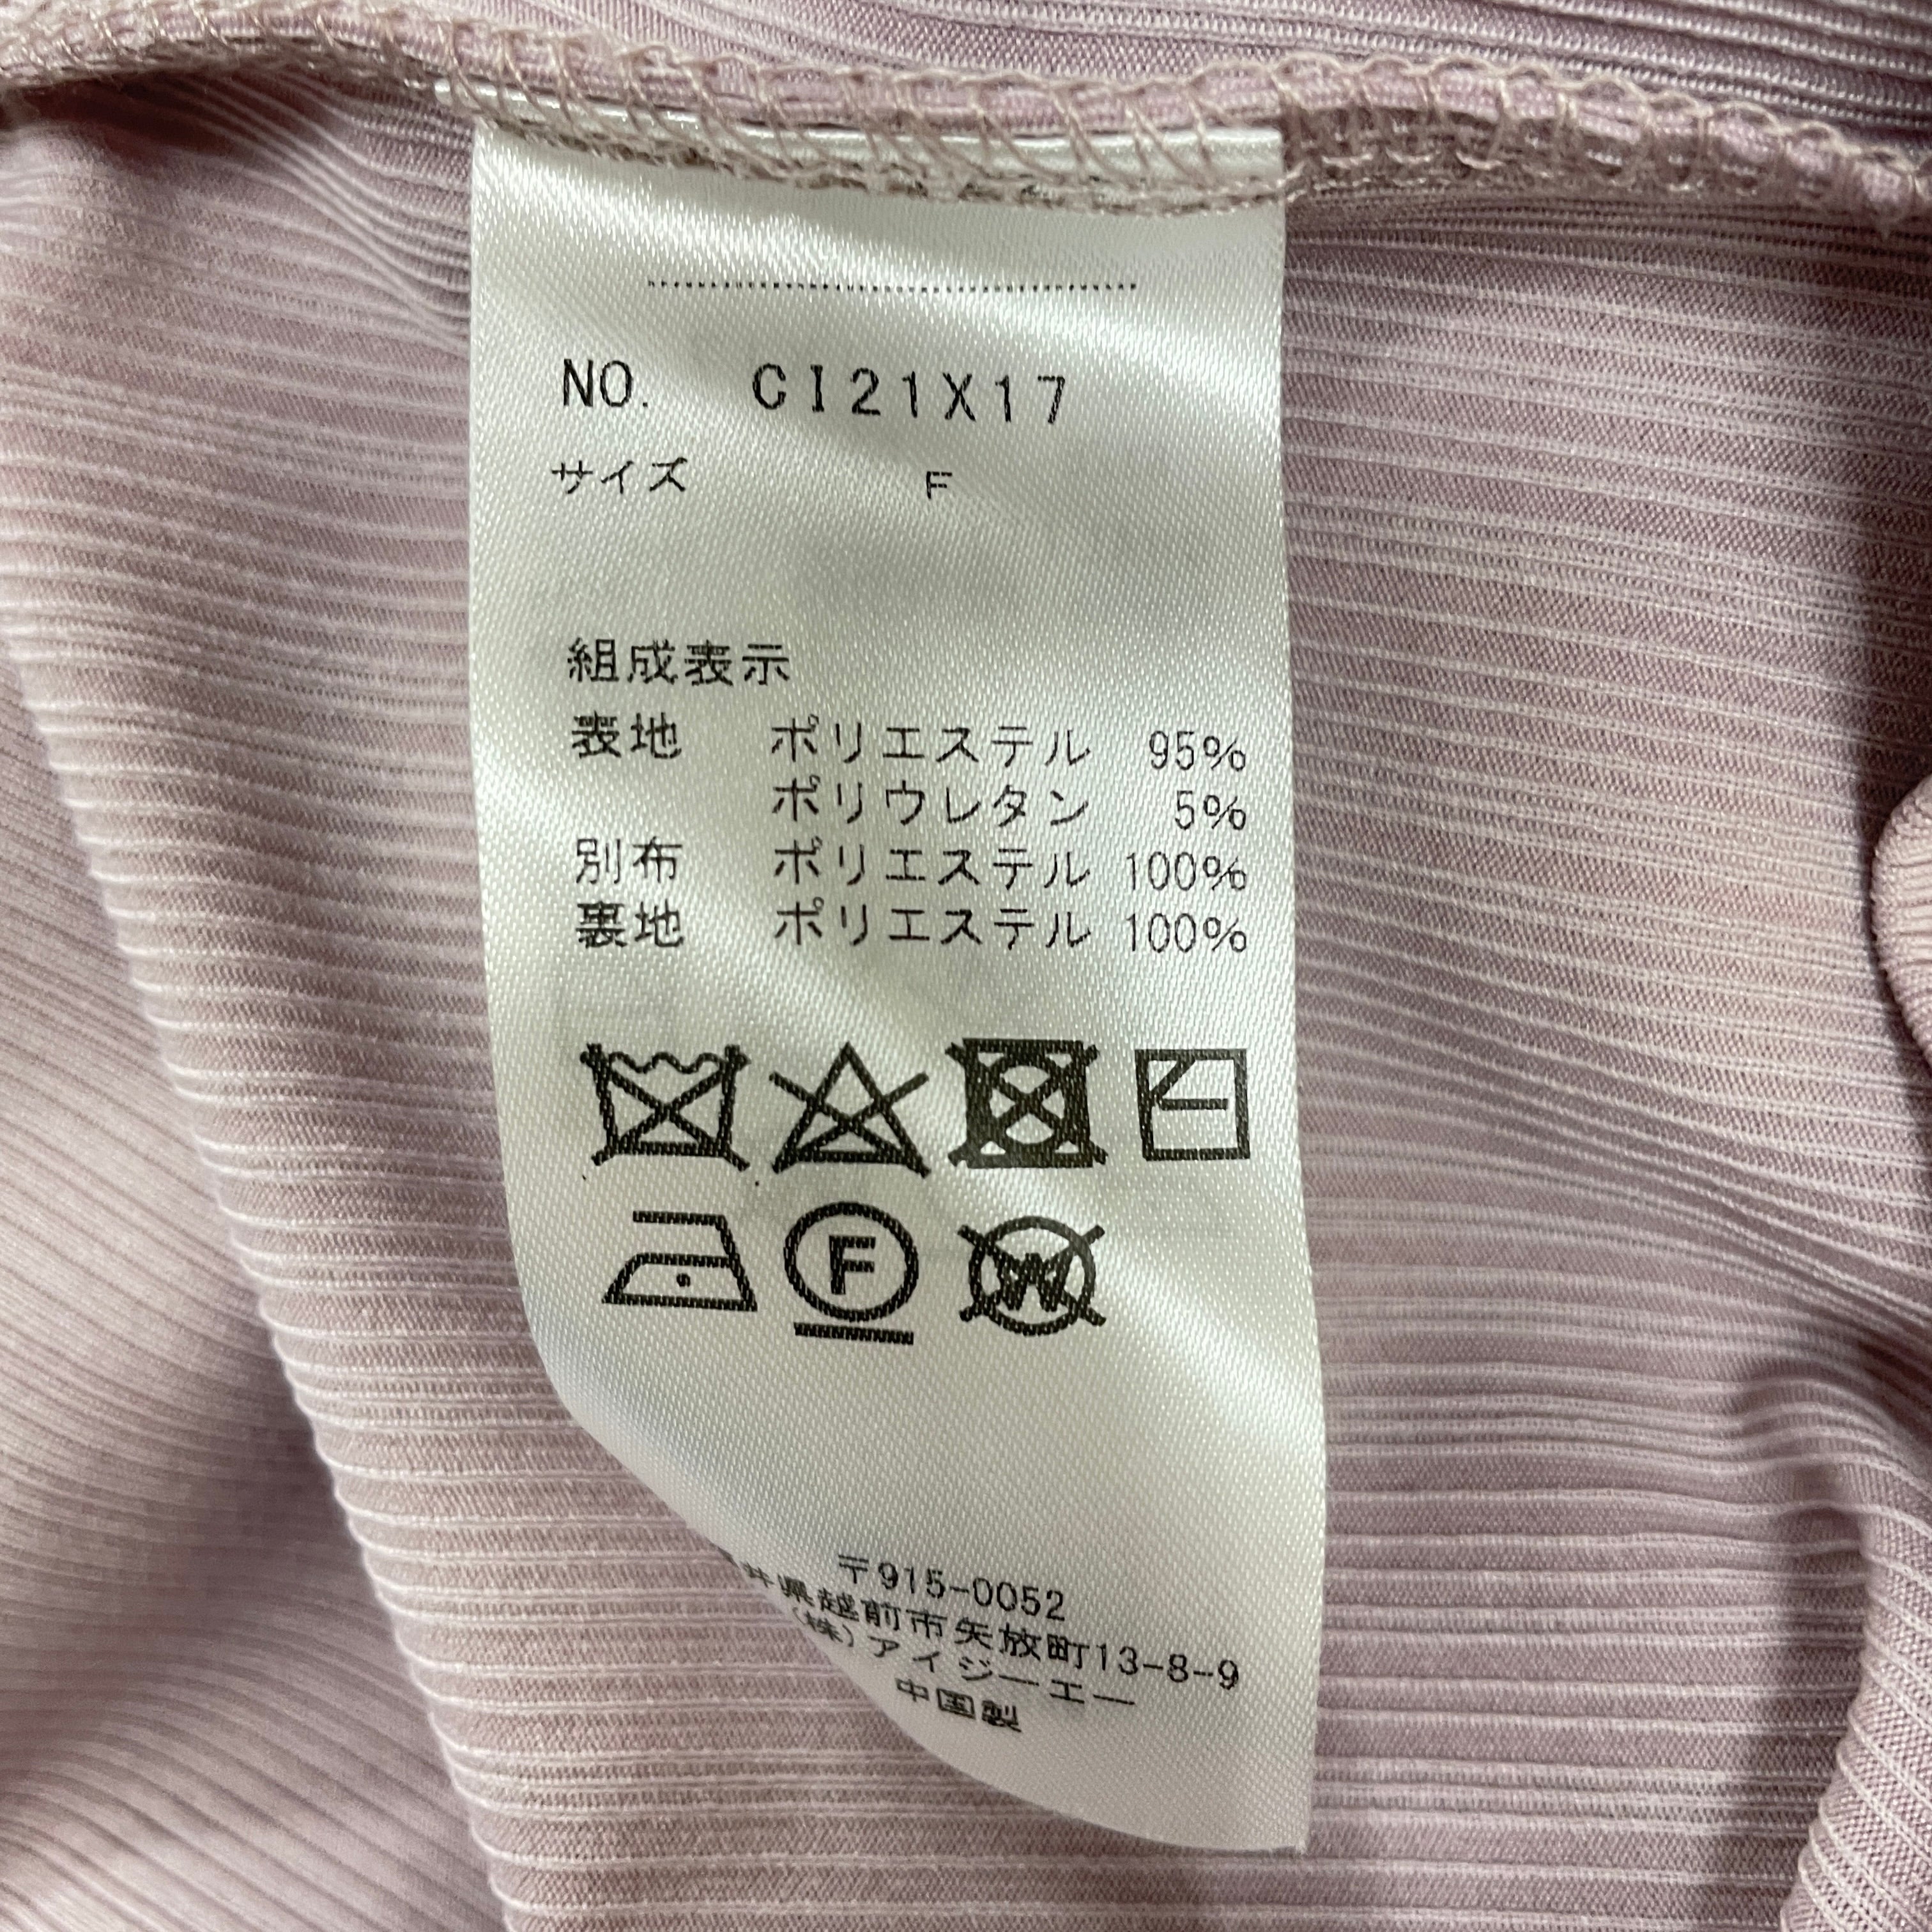 NO. CI21X17
サイズ F
組成表示
表地 ポリエステル 95%
ポリウレタン 5%
別布 ポリエステル 100%
裏地 ポリエステル 100%
F
W
〒915-0052
井県越前市矢放町13-8-9
(株)アイジーエー
中国製